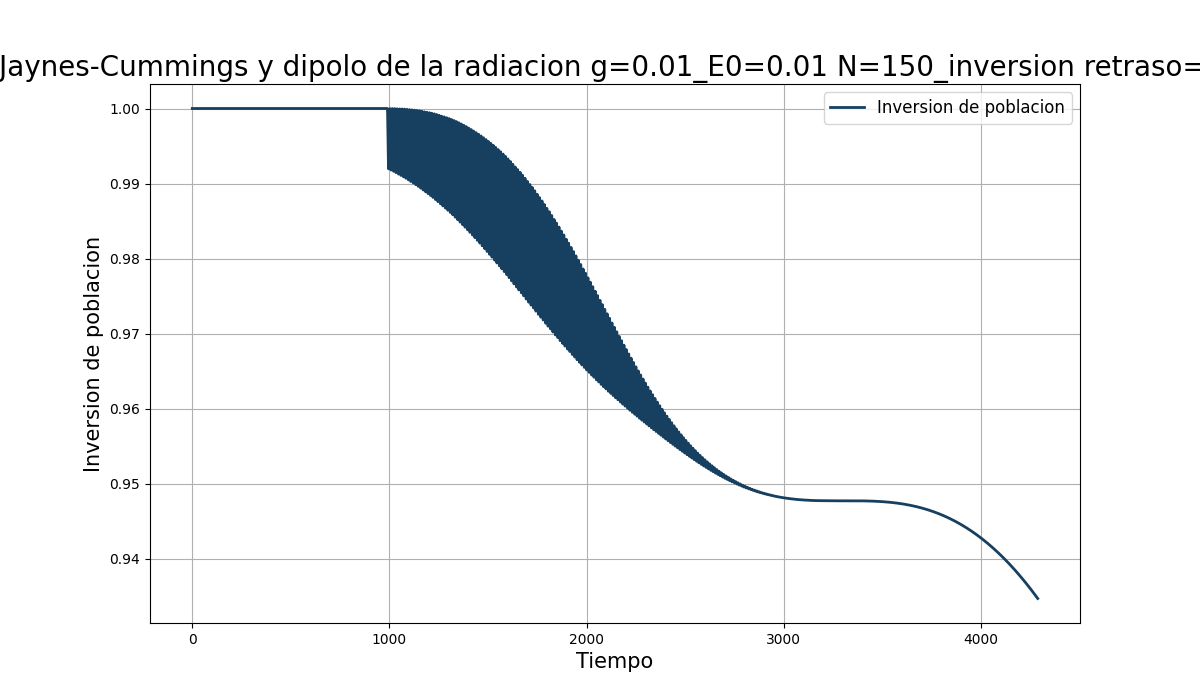 Jaynes-Cummings y dipolo de la radiacion g=0.01_E0=0.01 N=150_inversion retraso=
Inversion de poblacion
1.00
0.99
0.98
0.97
0.96
0.95
0.94
Inversion de poblacion
0 1000 2000 3000 4000
Tiempo